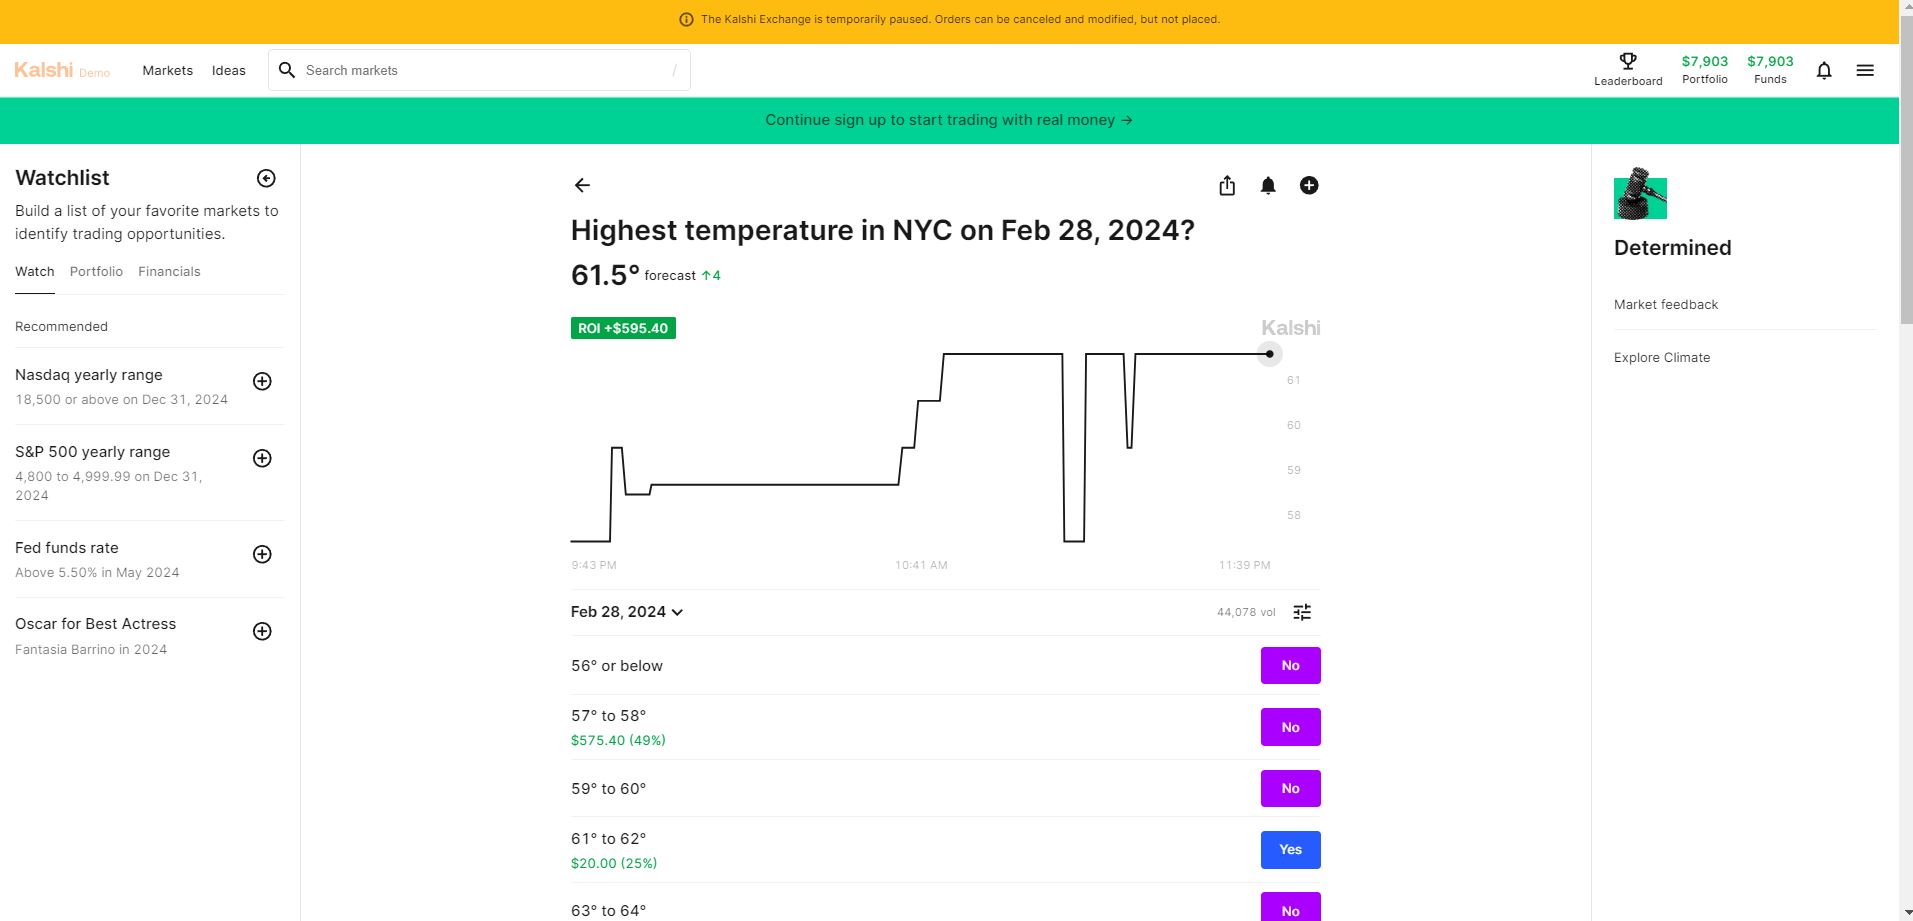 The Kalshi Exchange is temporarily paused. Orders can be canceled and modified, but not placed.
Kalshi Demo
Markets
Ideas
Search markets
/
Leaderboard
$7,903
Portfolio
$7,903
Funds
Continue sign up to start trading with real money →
Watchlist
Build a list of your favorite markets to
identify trading opportunities.
Watch Portfolio Financials
Recommended
Nasdaq yearly range
18,500 or above on Dec 31, 2024
S&P 500 yearly range
4,800 to 4,999.99 on Dec 31,
2024
Fed funds rate
Above 5.50% in May 2024
Oscar for Best Actress
Fantasia Barrino in 2024
Highest temperature in NYC on Feb 28, 2024?
61.5° forecast ↑4
ROI +$595.40
Kalshi
61
60
59
58
9:43 PM 10:41 AM 11:39 PM
Feb 28, 2024
44,078 vol
56° or below
No
57° to 58°
$575.40 (49%)
No
59° to 60°
No
61° to 62°
$20.00 (25%)
Yes
63° to 64°
No
Determined
Market feedback
Explore Climate